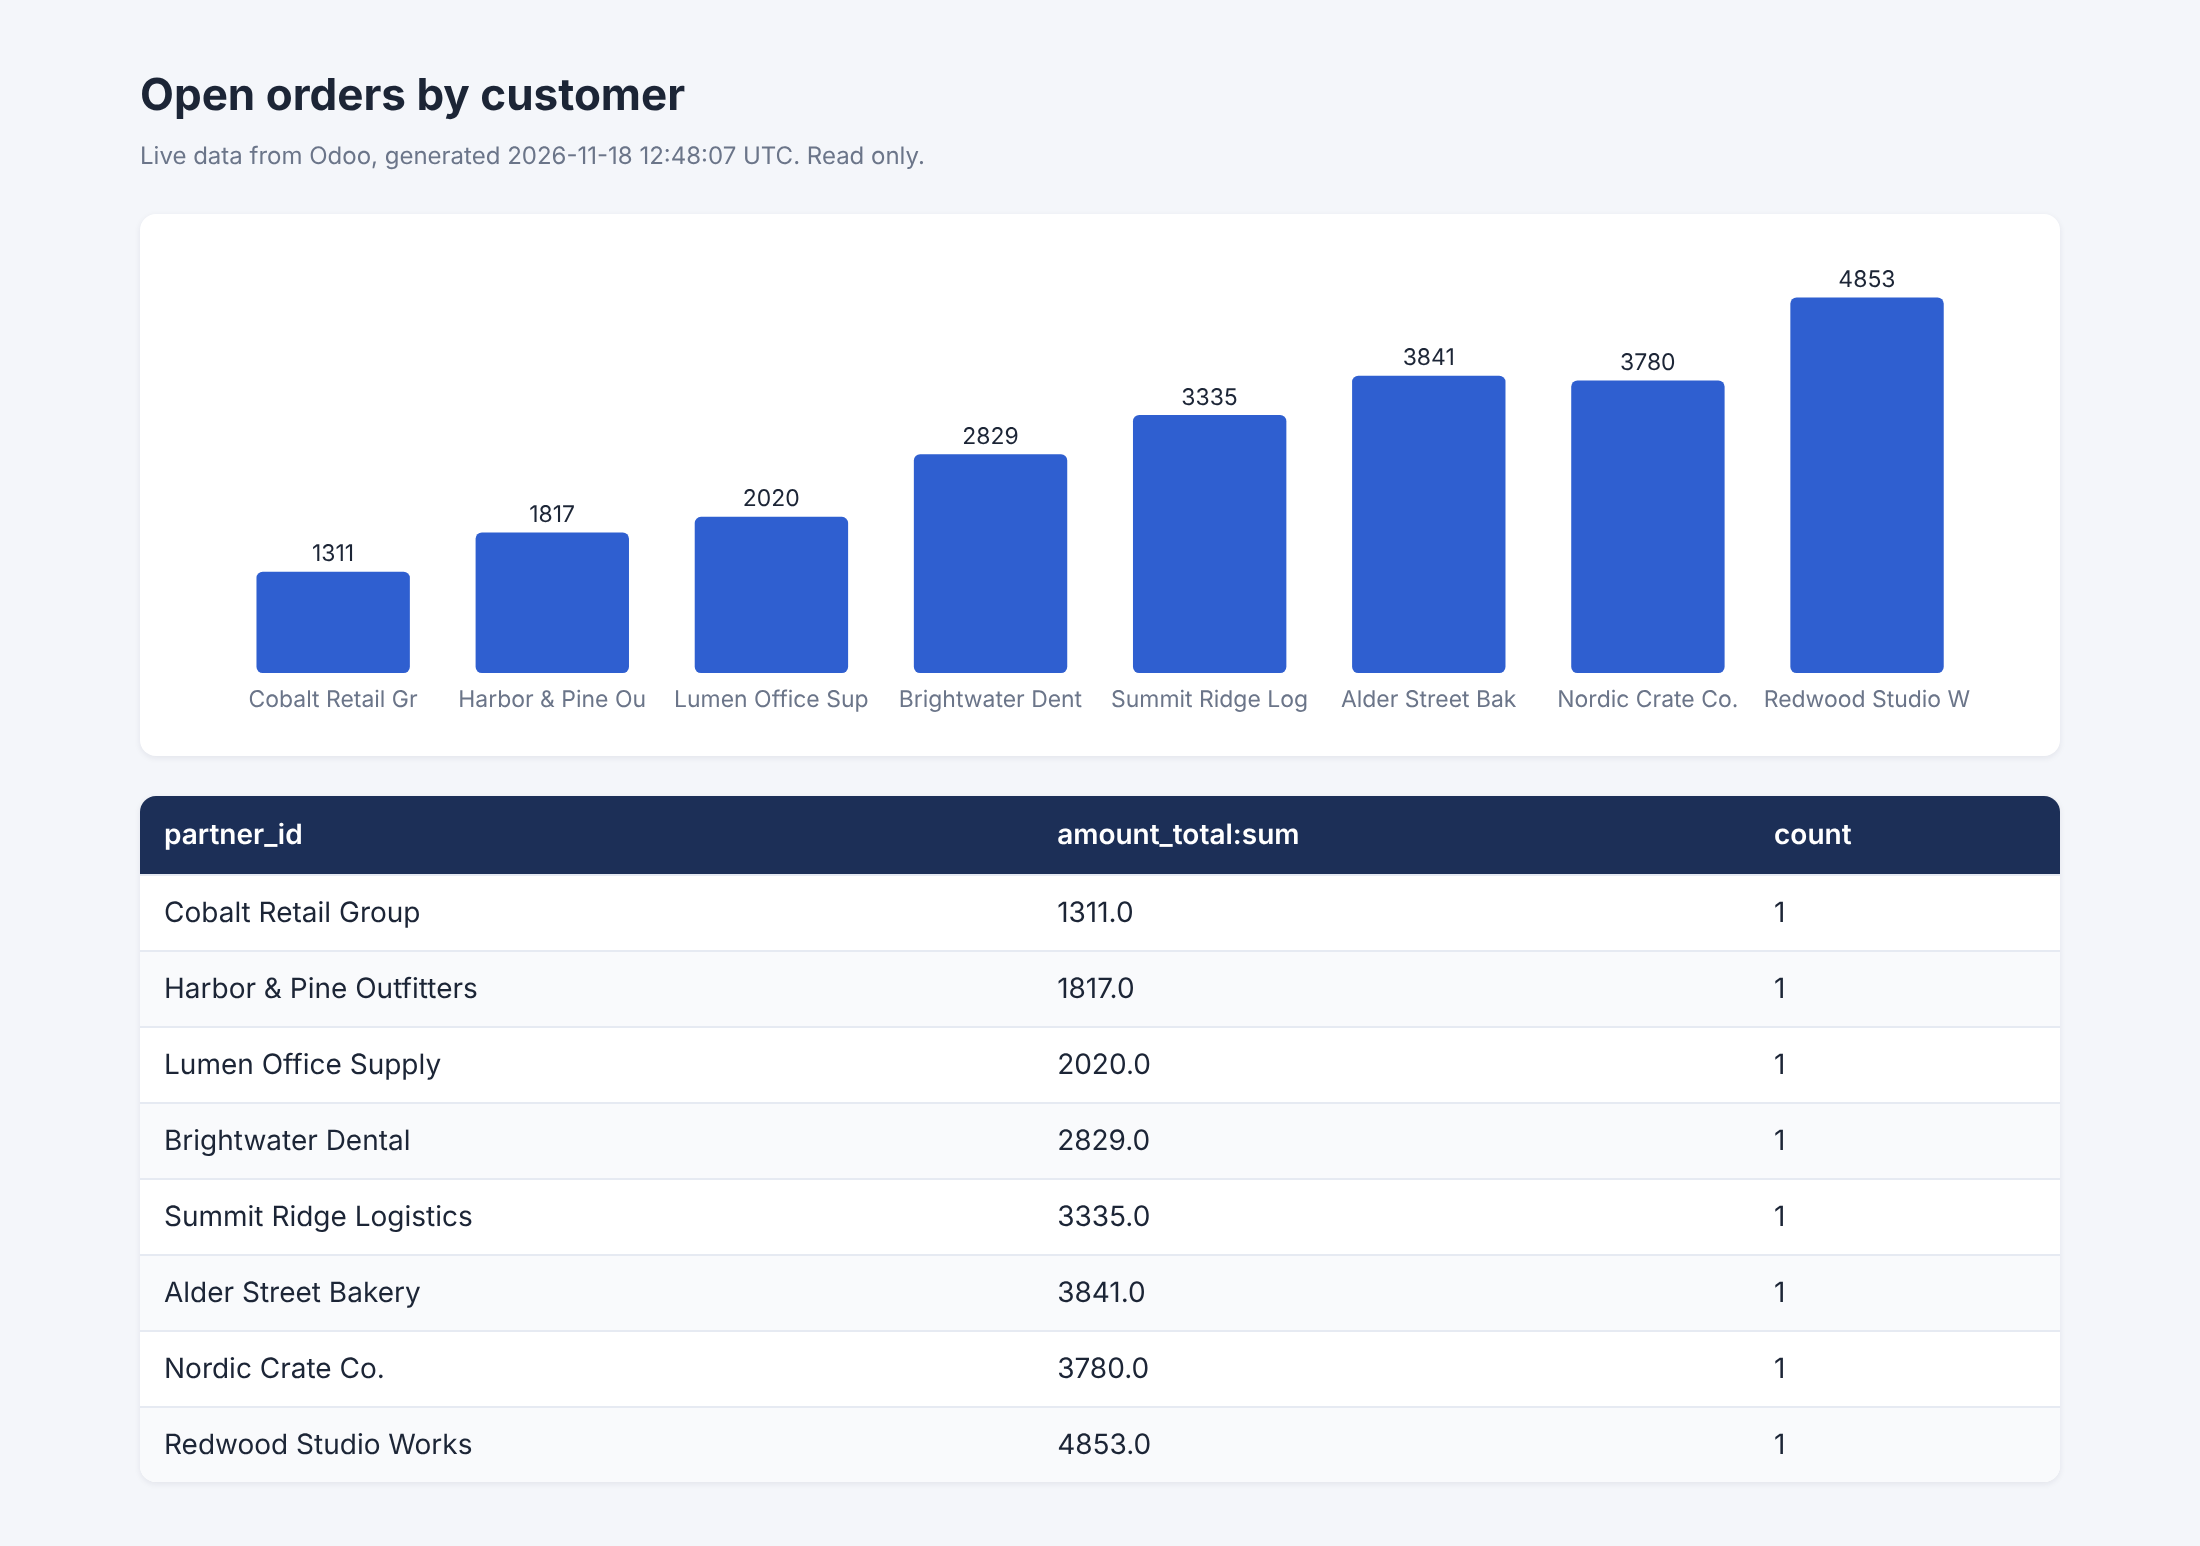 Open orders by customer
Live data from Odoo, generated 2026-11-18 12:48:07 UTC. Read only.
1311
1817
2020
2829
3335
3841
3780
4853
Cobalt Retail Gr
Harbor & Pine Ou
Lumen Office Sup
Brightwater Dent
Summit Ridge Log
Alder Street Bak
Nordic Crate Co.
Redwood Studio W
partner_id amount_total:sum count
Cobalt Retail Group 1311.0 1
Harbor & Pine Outfitters 1817.0 1
Lumen Office Supply 2020.0 1
Brightwater Dental 2829.0 1
Summit Ridge Logistics 3335.0 1
Alder Street Bakery 3841.0 1
Nordic Crate Co. 3780.0 1
Redwood Studio Works 4853.0 1